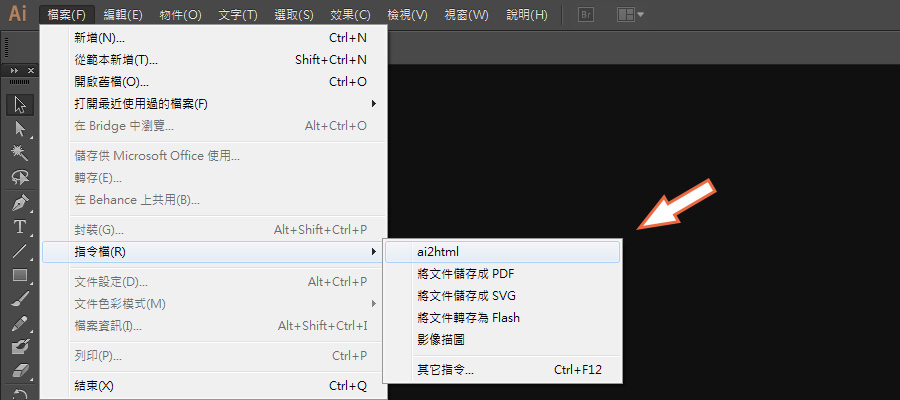 Ai 檔案(F) 編輯(E) 物件(O) 文字(T) 選取(S) 效果(C) 檢視(V) 視窗(W) 說明(H) Br
新增(N)... Ctrl+N
從範本新增(T)... Shift+Ctrl+N
開啟舊檔(O)... Ctrl+O
打開最近使用過的檔案(F)
在 Bridge 中瀏覽... Alt+Ctrl+O
儲存供 Microsoft Office 使用...
轉存(E)...
在 Behance 上共用(B)...
封裝(G)... Alt+Shift+Ctrl+P
指令檔(R)
文件設定(D)... Alt+Ctrl+P
文件色彩模式(M)
檔案資訊(I)... Alt+Shift+Ctrl+I
列印(P)... Ctrl+P
結束(X) Ctrl+Q
ai2html
將文件儲存成 PDF
將文件儲存成 SVG
將文件轉存為 Flash
影像描圖
其它指令... Ctrl+F12